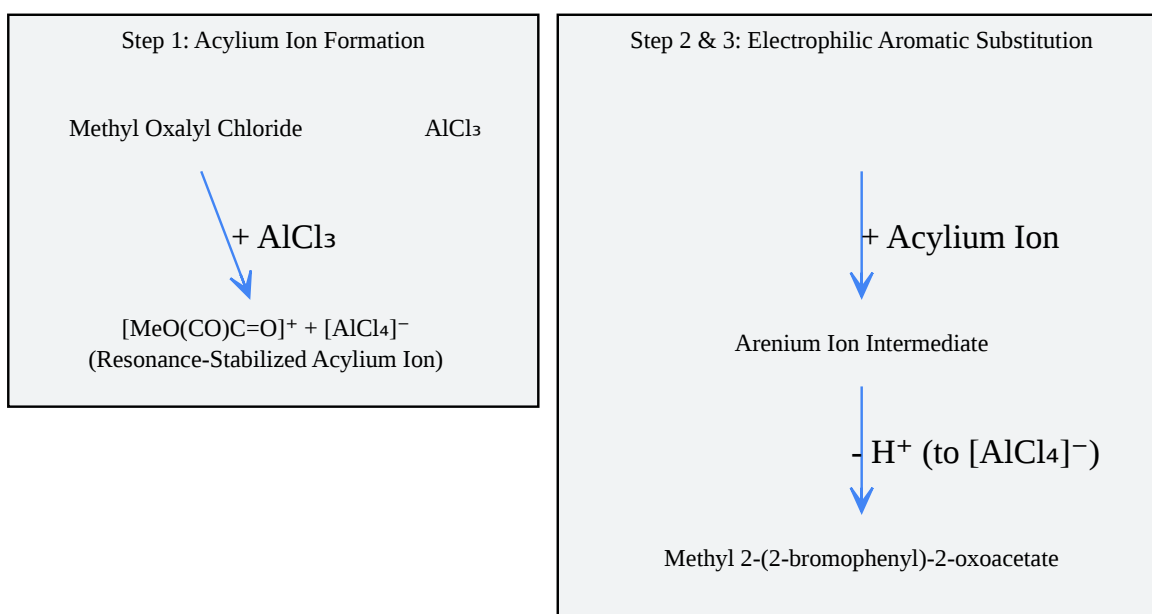 Step 1: Acylium Ion Formation
Methyl Oxalyl Chloride
AlCl₃
+ AlCl₃
[MeO(CO)C=O]⁺ + [AlCl₄]⁻
(Resonance-Stabilized Acylium Ion)
Step 2 & 3: Electrophilic Aromatic Substitution
+ Acylium Ion
Arenium Ion Intermediate
- H⁺ (to [AlCl₄]⁻)
Methyl 2-(2-bromophenyl)-2-oxoacetate